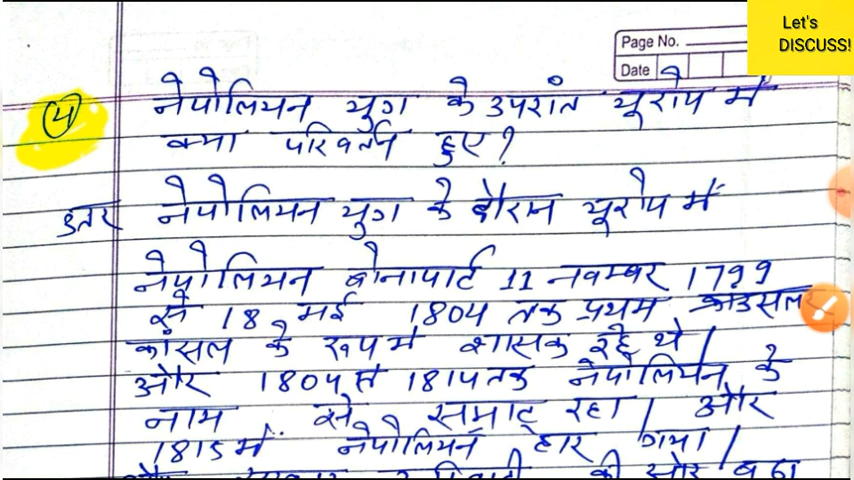 Let's
DISCUSS!
Page No.
Date
(4) नेपोलियन युग के उपरांत यूरोप में
क्या परिवर्तन हुए?
उत्तर नेपोलियन युग के दौरान यूरोप में
नेपोलियन बोनापार्ट 11 नवम्बर 1799
से 18 मई 1804 तक प्रथम
कांसल के रूप में शासक रहे थे|
और 1804 से 1814 तक नेपोलियन के
नाम से सम्राट् रहा| और
1815 में नेपोलियन हार गया|
की ओर